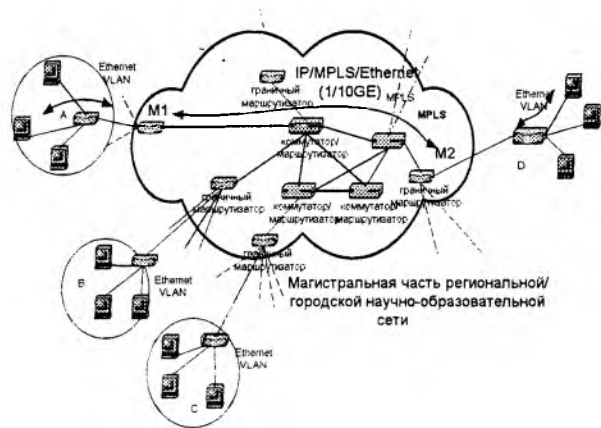 Ethernet
VLAN
A
M1
IP/MPLS/Ethernet
(1/10GE)
граничный
маршрутизатор
MPLS
MPLS
Ethernet
VLAN
D
коммутатор/
маршрутизатор
M2
граничный
маршрутизатор
граничный
маршрутизатор
коммутатор/
маршрутизатор
коммутатор/
маршрутизатор
граничный
маршрутизатор
B
Ethernet
VLAN
Магистральная часть региональной/
городской научно-образовательной
сети
Ethernet
VLAN
C